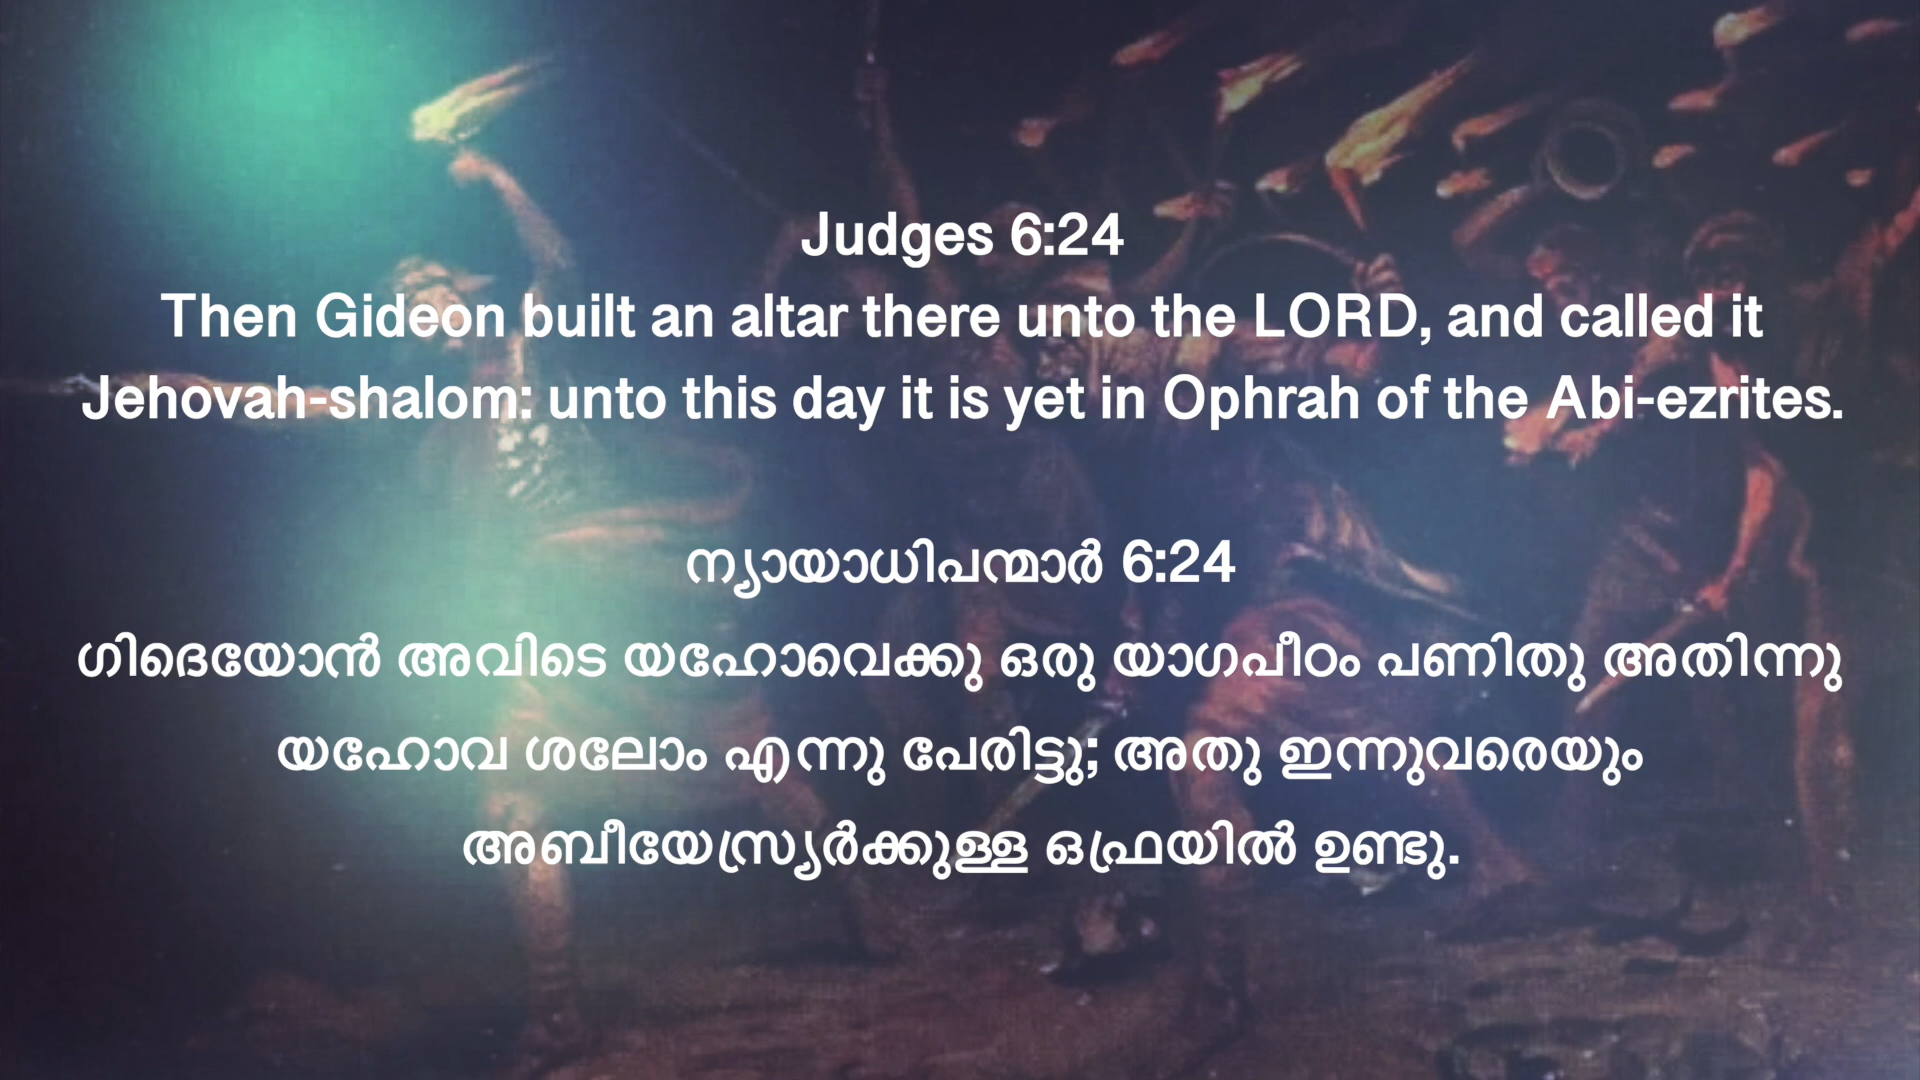 Judges 6:24
Then Gideon built an altar there unto the LORD, and called it
Jehovah-shalom: unto this day it is yet in Ophrah of the Abi-ezrites.
ന്യായാധിപന്മാർ 6:24
ഗിദെയോൻ അവിടെ യഹോവെക്കു ഒരു യാഗപീഠം പണിതു അതിന്നു
യഹോവ ശലോം എന്നു പേരിട്ടു; അതു ഇന്നുവരെയും
അബീയേസ്ര്യർക്കുള്ള ഒഫ്രയിൽ ഉണ്ടു.